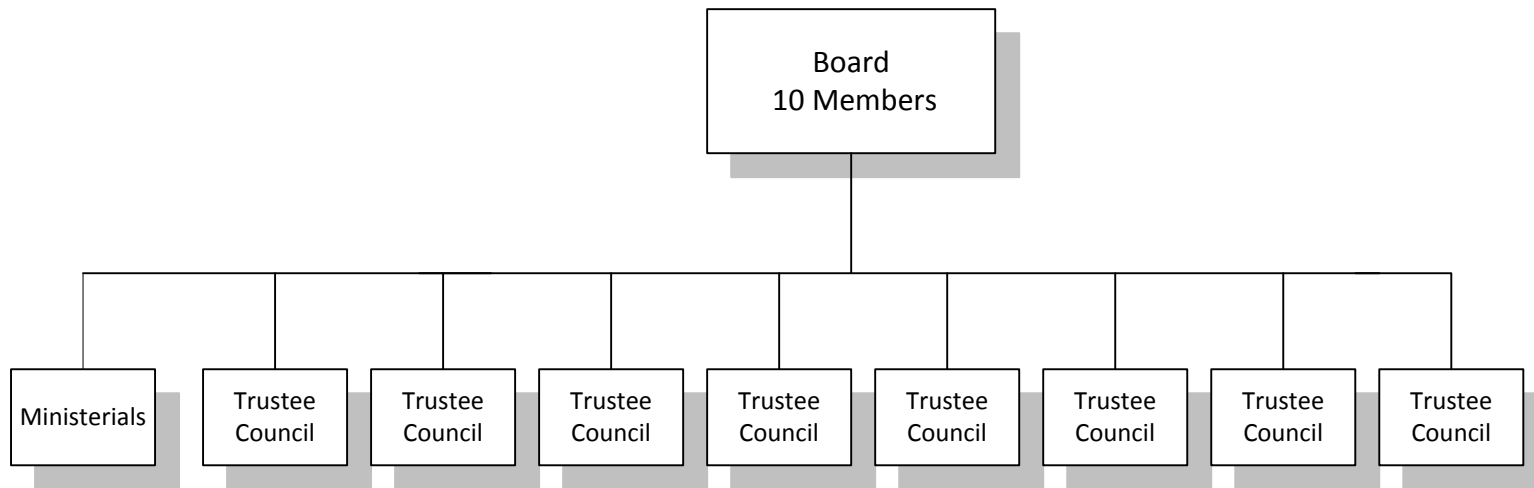 Board
10 Members
Ministerials
Trustee
Council
Trustee
Council
Trustee
Council
Trustee
Council
Trustee
Council
Trustee
Council
Trustee
Council
Trustee
Council